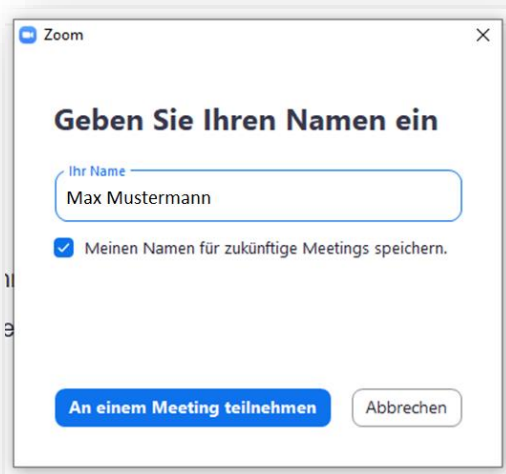 Zoom
Geben Sie Ihren Namen ein
Ihr Name
Max Mustermann
Meinen Namen für zukünftige Meetings speichern.
An einem Meeting teilnehmen
Abbrechen